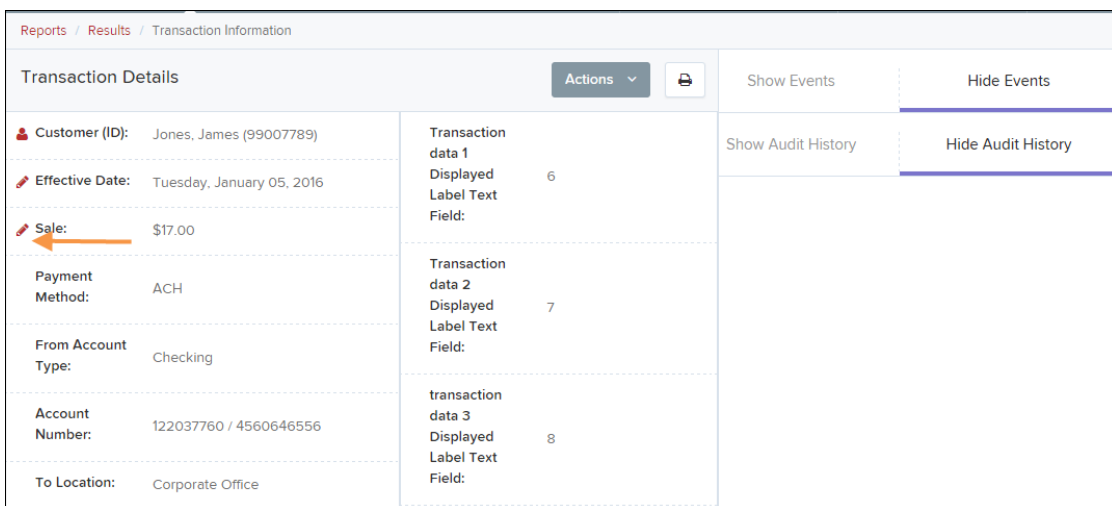 Reports / Results / Transaction Information
Transaction Details
Actions
Show Events
Hide Events
Show Audit History
Hide Audit History
Customer (ID):
Jones, James (99007789)
Effective Date:
Tuesday, January 05, 2016
Sale:
$17.00
Payment
Method:
ACH
From Account
Type:
Checking
Account
Number:
122037760 / 4560646556
To Location:
Corporate Office
Transaction
data 1
Displayed
Label Text
Field:
6
Transaction
data 2
Displayed
Label Text
Field:
7
transaction
data 3
Displayed
Label Text
Field:
8